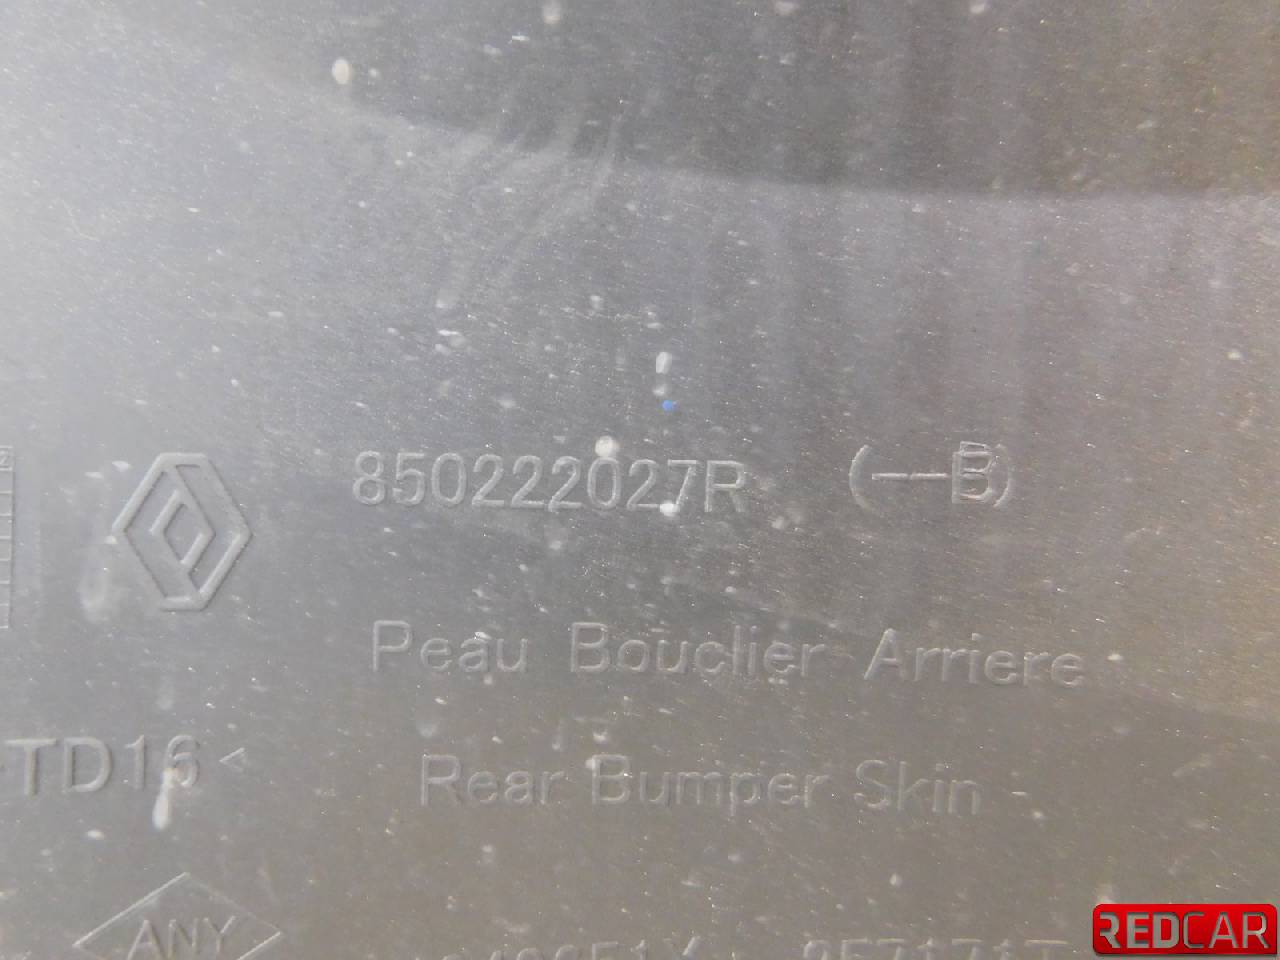 850222027R (--B)
Peau Bouclier Arriere
TD16<
Rear Bumper Skin
ANY
REDCAR